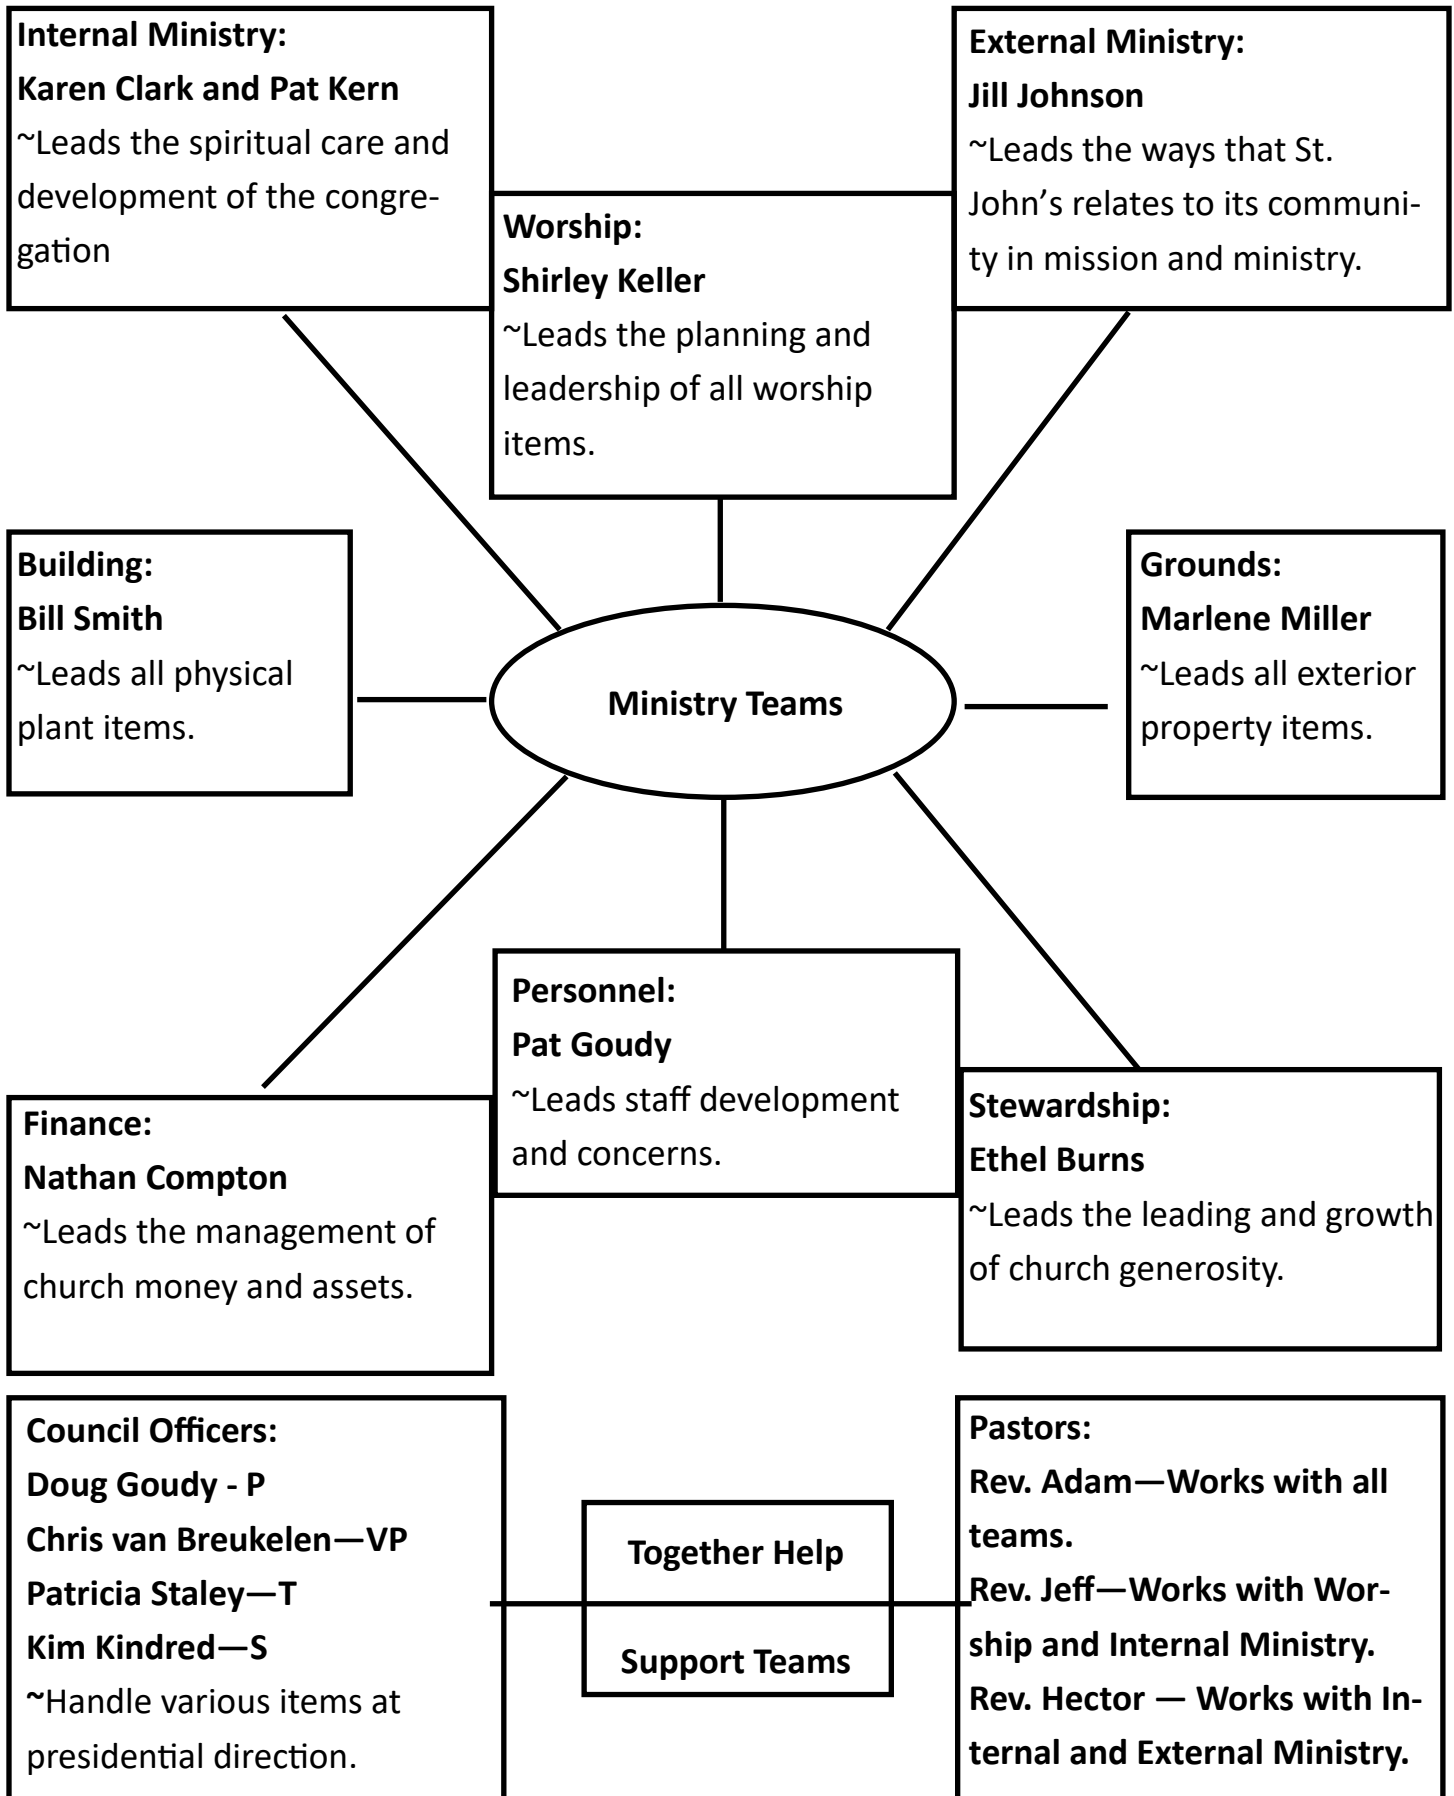 Internal Ministry:
Karen Clark and Pat Kern
~Leads the spiritual care and
development of the congre-
gation
External Ministry:
Jill Johnson
~Leads the ways that St.
John’s relates to its communi-
ty in mission and ministry.
Worship:
Shirley Keller
~Leads the planning and
leadership of all worship
items.
Building:
Bill Smith
~Leads all physical
plant items.
Ministry Teams
Grounds:
Marlene Miller
~Leads all exterior
property items.
Finance:
Nathan Compton
~Leads the management of
church money and assets.
Personnel:
Pat Goudy
~Leads staff development
and concerns.
Stewardship:
Ethel Burns
~Leads the leading and growth
of church generosity.
Council Officers:
Doug Goudy - P
Chris van Breukelen—VP
Patricia Staley—T
Kim Kindred—S
~Handle various items at
presidential direction.
Together Help
Support Teams
Pastors:
Rev. Adam—Works with all
teams.
Rev. Jeff—Works with Wor-
ship and Internal Ministry.
Rev. Hector — Works with In-
ternal and External Ministry.